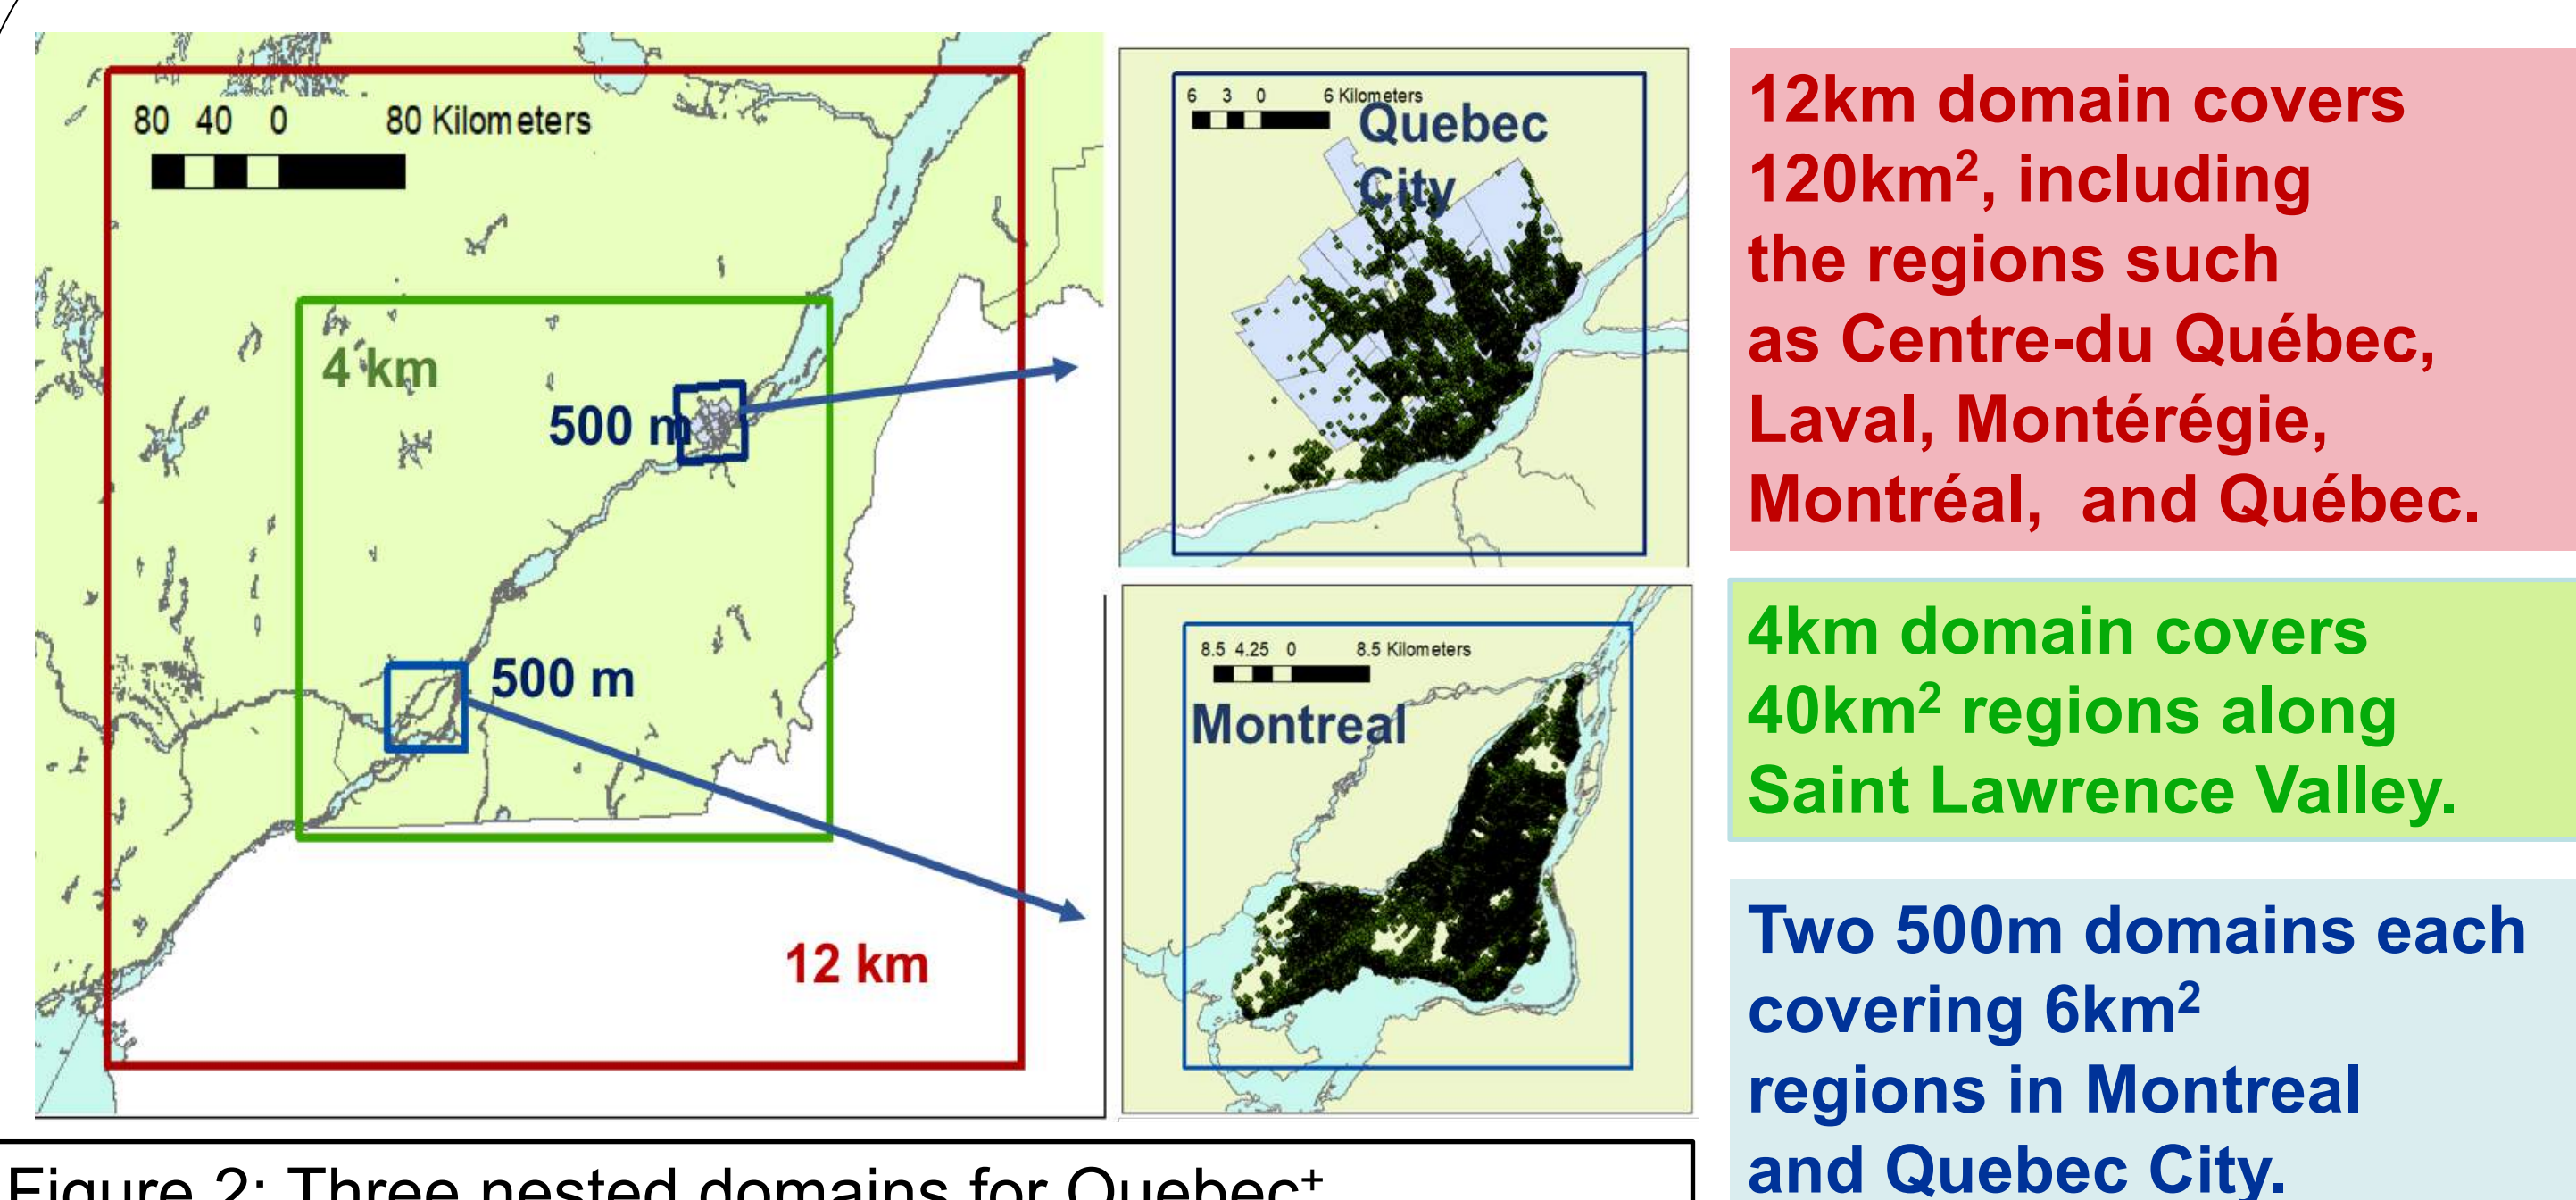 80 40 0 80 Kilometers
4 km
500 m
500 m
12 km
6 3 0 6 Kilometers
Quebec
City
8.5 4.25 0 8.5 Kilometers
Montreal
12km domain covers
120km², including
the regions such
as Centre-du Québec,
Laval, Montérégie,
Montréal, and Québec.
4km domain covers
40km² regions along
Saint Lawrence Valley.
Two 500m domains each
covering 6km²
regions in Montreal
and Quebec City.
Figure 2: Three nested domains for Quebec⁺